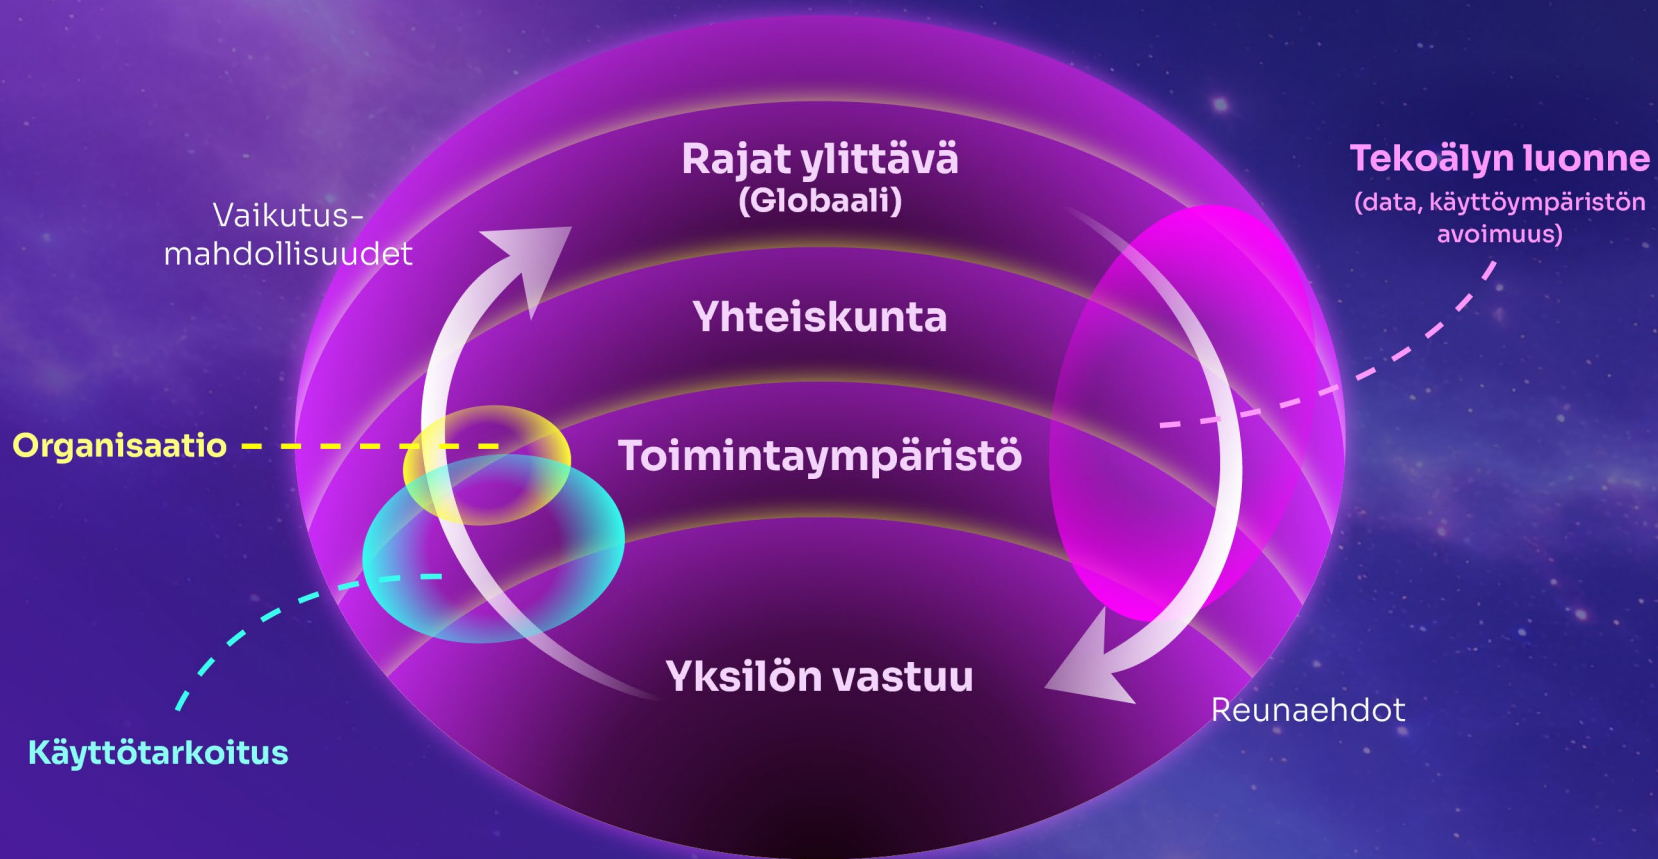 Rajat ylittävä
(Globaali)
Tekoälyn luonne
(data, käyttöympäristön
avoimuus)
Vaikutus-
mahdollisuudet
Yhteiskunta
Organisaatio
Toimintaympäristö
Yksilön vastuu
Reunaehdot
Käyttötarkoitus